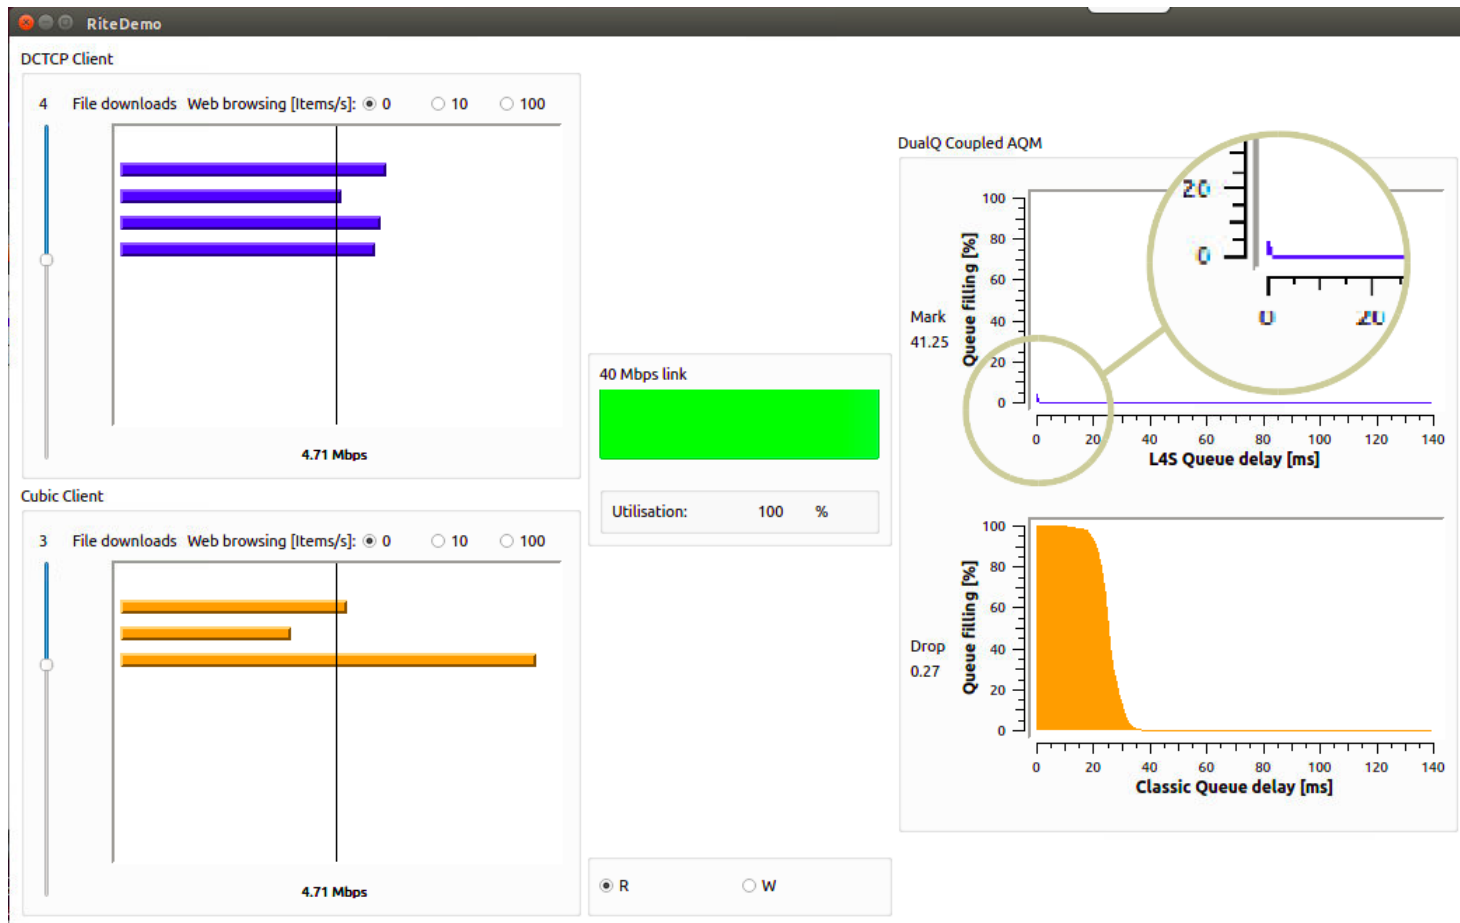 RiteDemo
DCTCP Client
4 File downloads Web browsing [Items/s]: 0 10 100
4.71 Mbps
Cubic Client
3 File downloads Web browsing [Items/s]: 0 10 100
4.71 Mbps
40 Mbps link
Utilisation: 100 %
R W
DualQ Coupled AQM
Mark
41.25
Queue filling [%]
100
80
60
40
20
0
0 20 40 60 80 100 120 140
L4S Queue delay [ms]
20
0
0 20
Drop
0.27
Queue filling [%]
100
80
60
40
20
0
0 20 40 60 80 100 120 140
Classic Queue delay [ms]